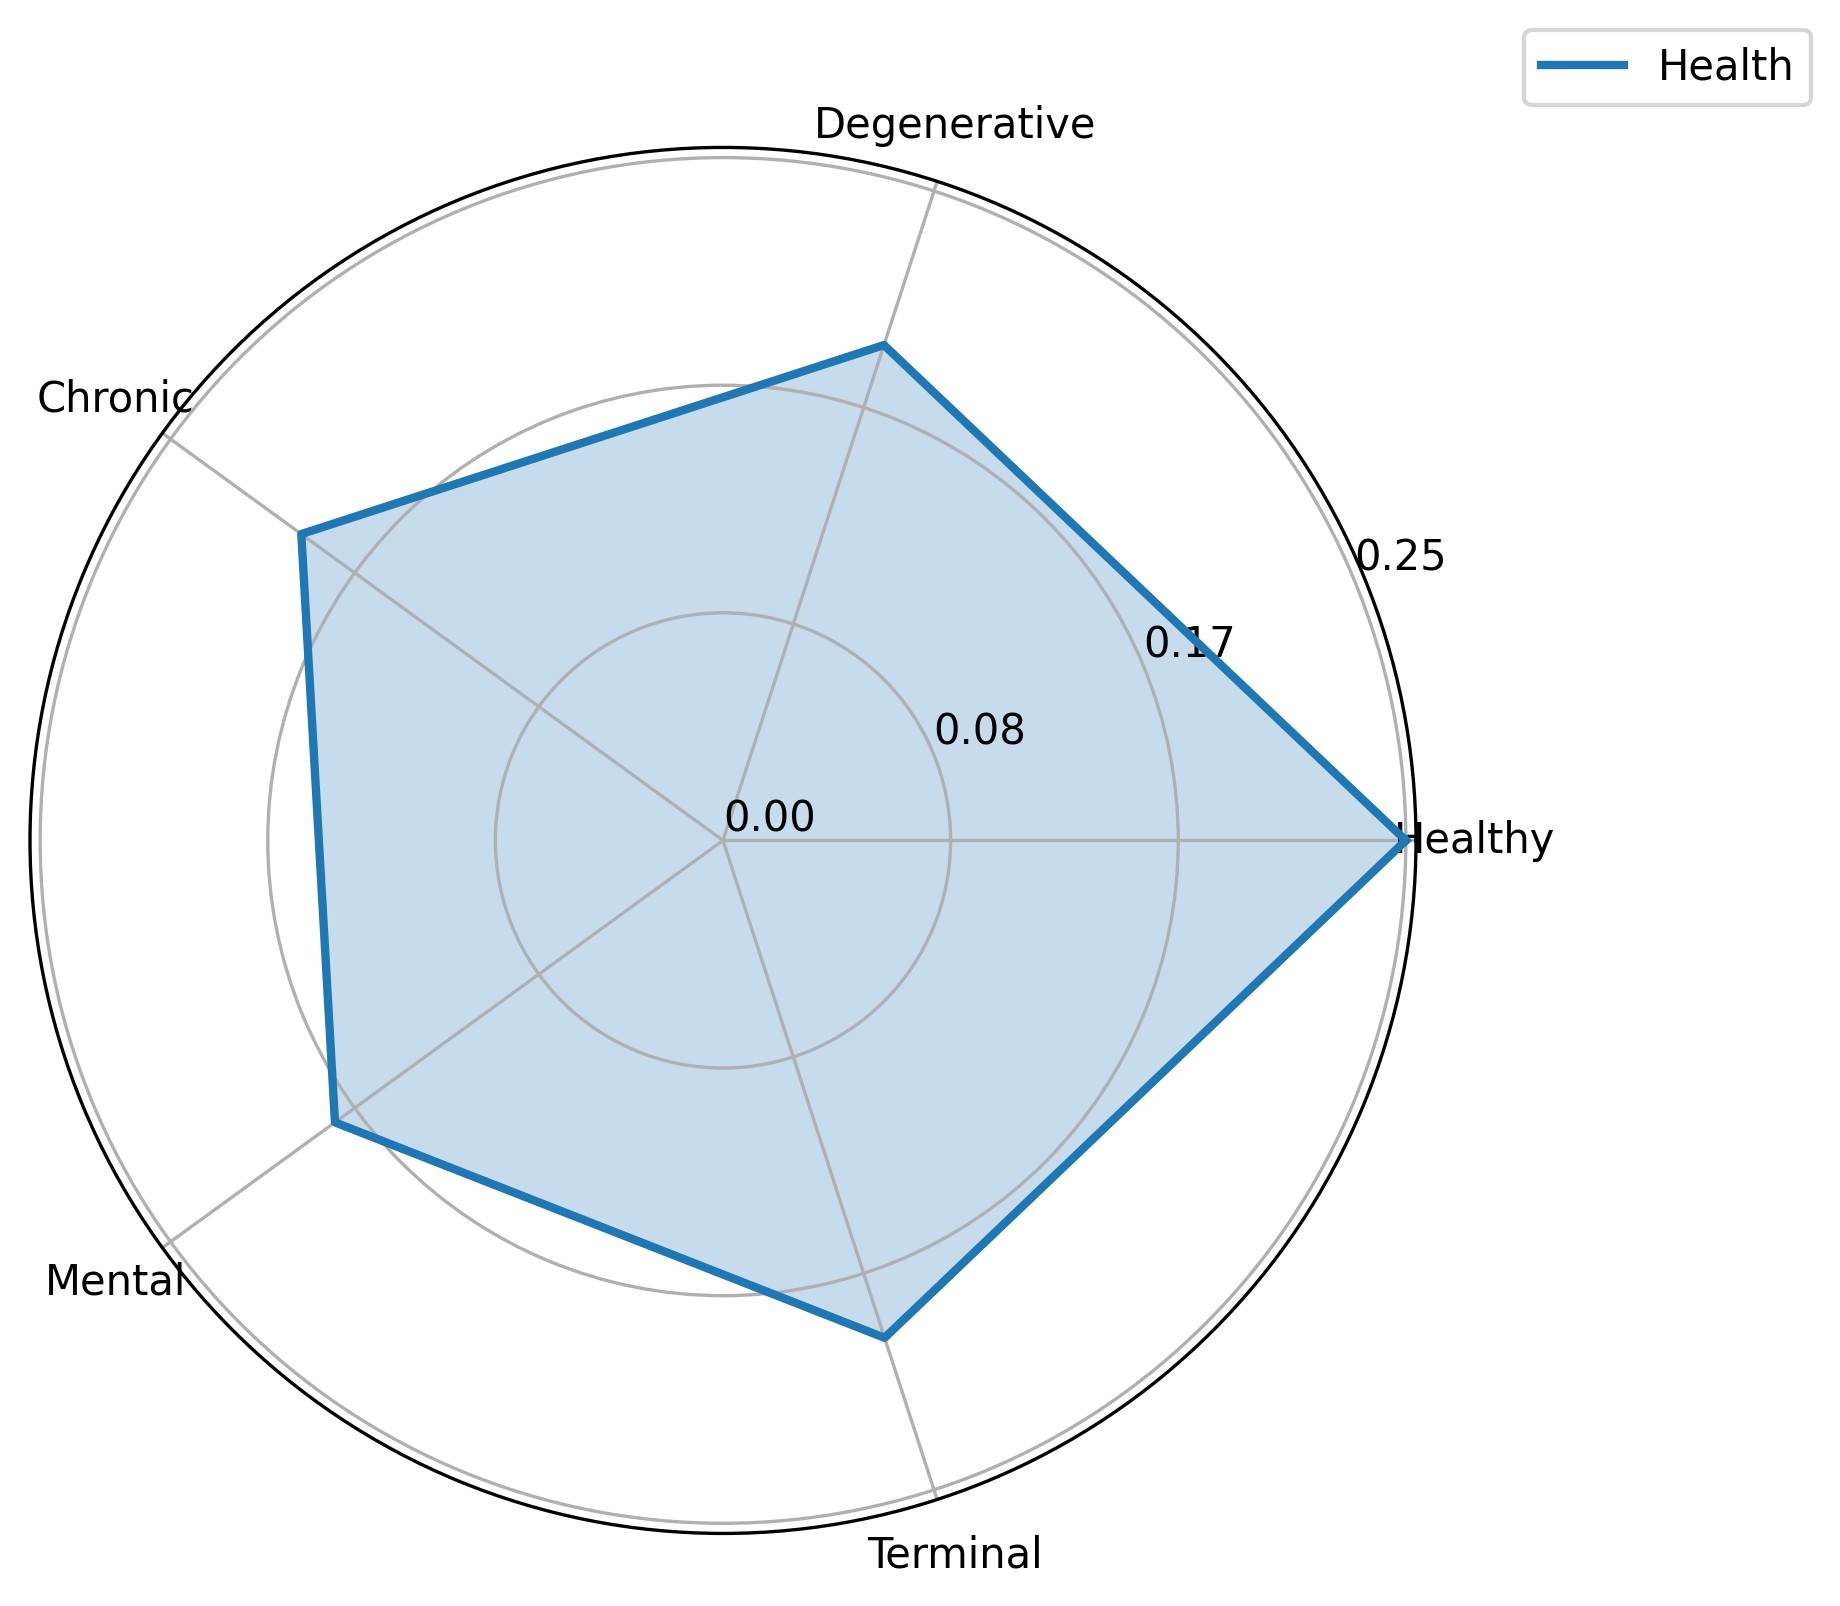 Health
Degenerative
Chronic
0.25
0.17
0.08
0.00
Healthy
Mental
Terminal